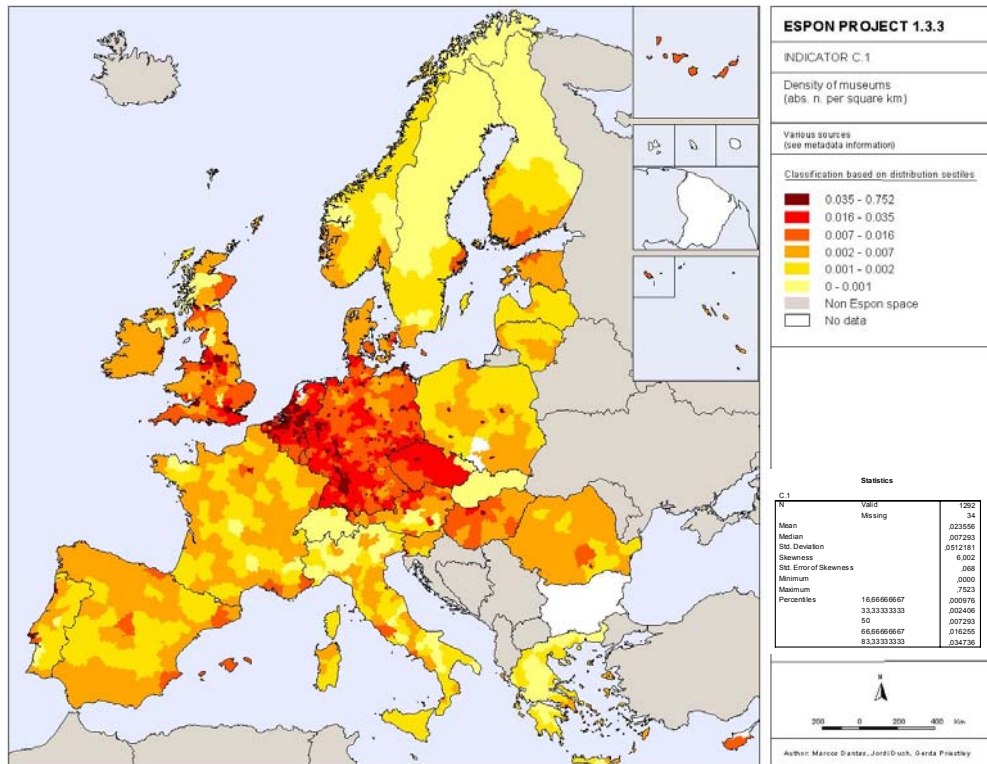 ESPON PROJECT 1.3.3
INDICATOR C.1
Density of museums
(abs. n. per square km)
Various sources
(see metadata information)
Classification based on distribution sestiles
0.035 - 0.752
0.016 - 0.035
0.007 - 0.016
0.002 - 0.007
0.001 - 0.002
0 - 0.001
Non Espon space
No data
Statistics
C.1
N Valid 1292
Missing 34
Mean ,023556
Median ,007293
Std. Deviation ,0512181
Skewness 6,002
Std. Error of Skewness ,068
Minimum ,0000
Maximum ,7523
Percentiles 16,66666667 ,000976
33,33333333 ,002406
50 ,007293
66,66666667 ,016255
83,33333333 ,034736
N
200 0 200 400 Km
Author: Marcos Dantas, Jordi Duch, Gerda Priestley